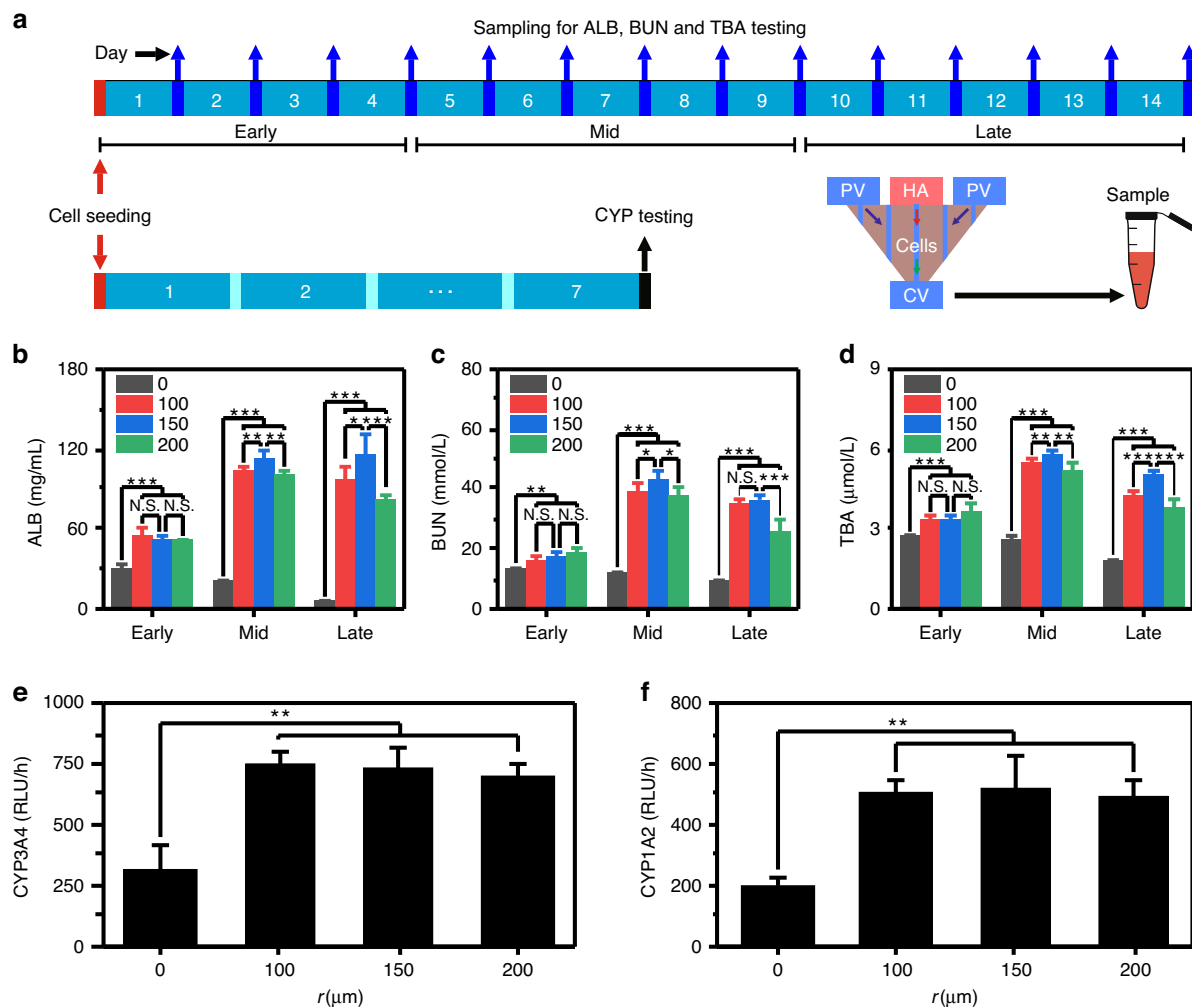 a
Sampling for ALB, BUN and TBA testing
Day
1 2 3 4 5 6 7 8 9 10 11 12 13 14
Early Mid Late
Cell seeding
CYP testing
1 2 ... 7
PV HA PV
Cells
CV
Sample
b
ALB (mg/mL)
180
120
60
0
0
100
150
200
***
N.S. N.S.
***
** **
***
****
Early Mid Late
c
BUN (mmol/L)
80
60
40
20
0
0
100
150
200
**
N.S. N.S.
***
* *
***
N.S. ***
Early Mid Late
d
TBA (μmol/L)
9
6
3
0
0
100
150
200
***
N.S. N.S.
***
** **
***
******
Early Mid Late
e
CYP3A4 (RLU/h)
1000
750
500
250
0
**
0 100 150 200
r(μm)
f
CYP1A2 (RLU/h)
800
600
400
200
0
**
0 100 150 200
r(μm)